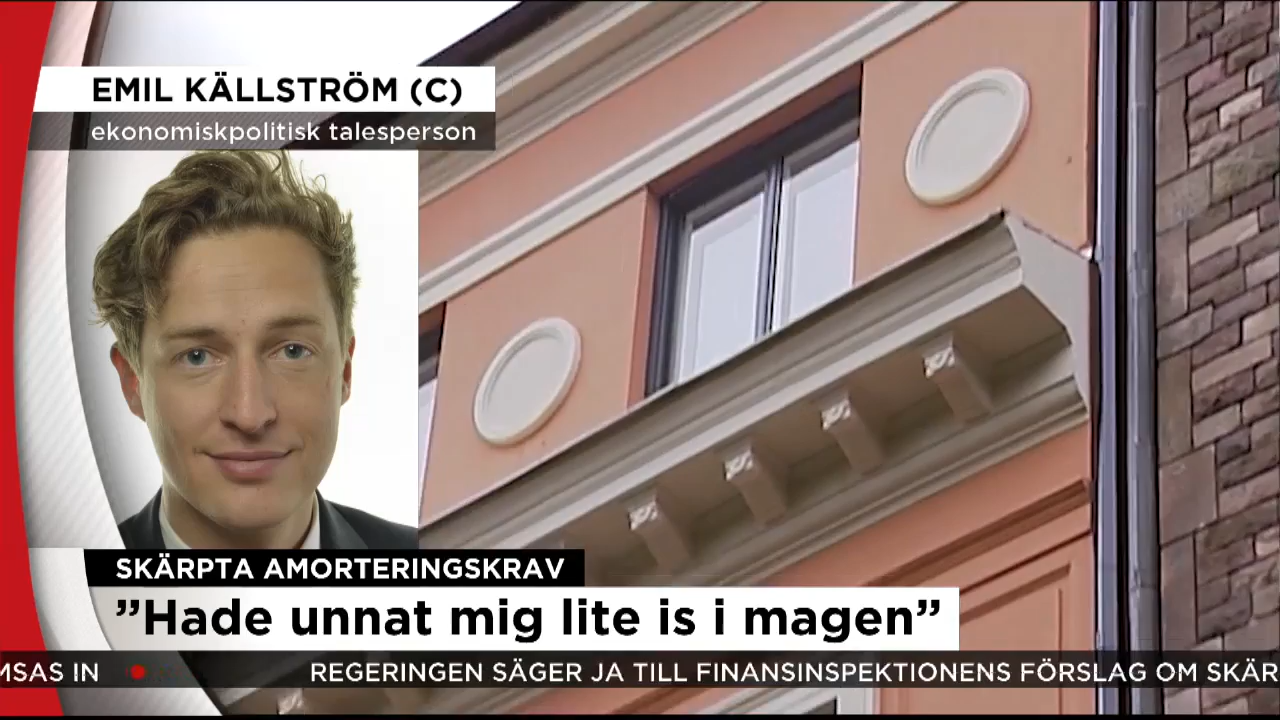 EMIL KÄLLSTRÖM (C)
ekonomiskpolitisk talesperson
SKÄRPTA AMORTERINGSKRAV
”Hade unnat mig lite is i magen”
MSAS IN REGERINGEN SÄGER JA TILL FINANSINSPEKTIONENS FÖRSLAG OM SKÄR